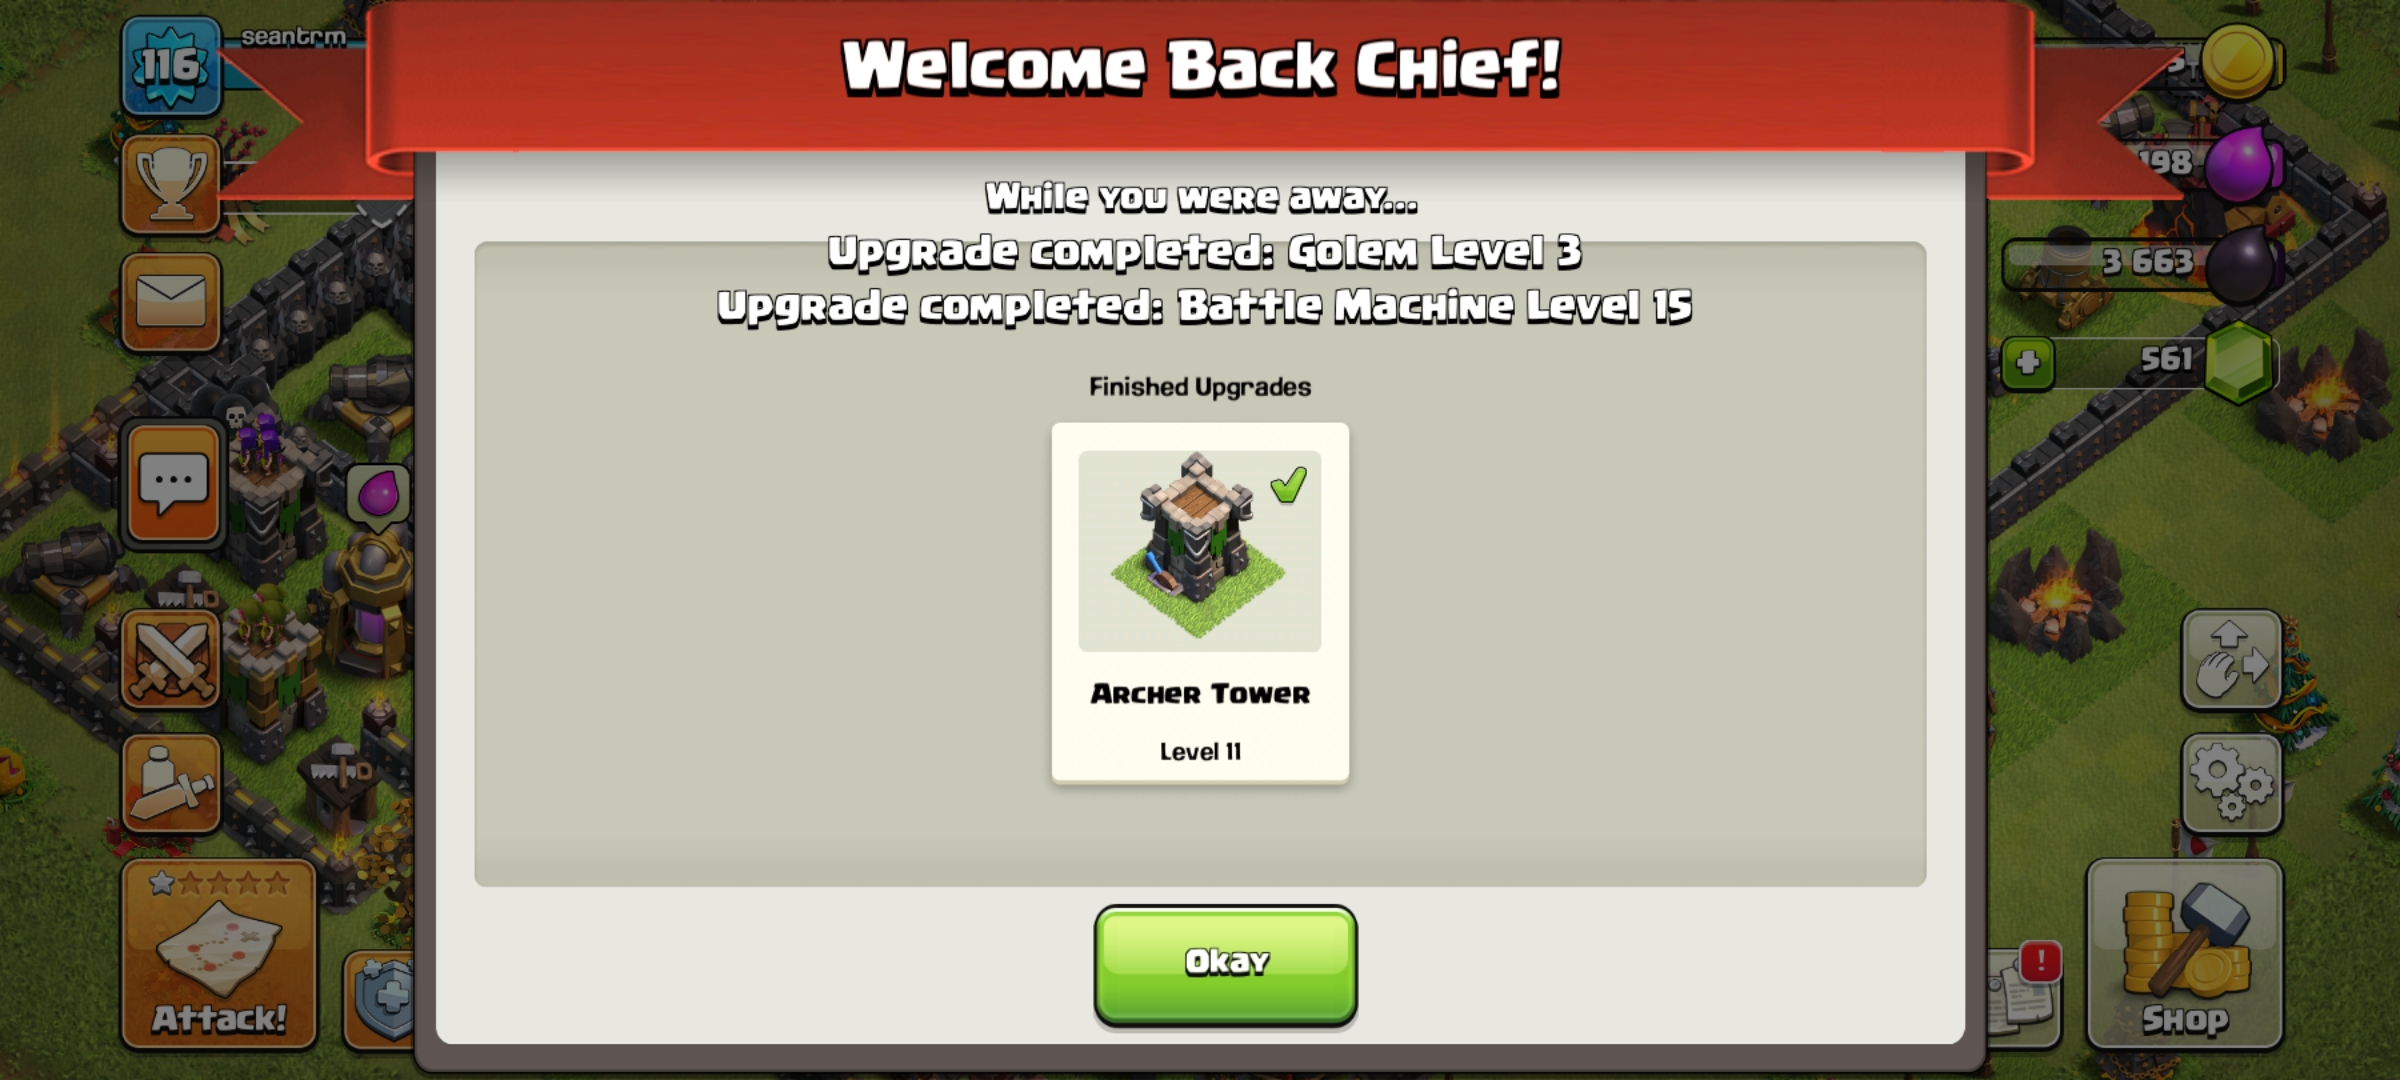 116
seantrm
Welcome Back Chief!
198
While you were away...
Upgrade completed: Golem Level 3
3 663
Upgrade completed: Battle Machine Level 15
561
Finished Upgrades
Archer Tower
Level 11
Okay
!
Attack!
Shop